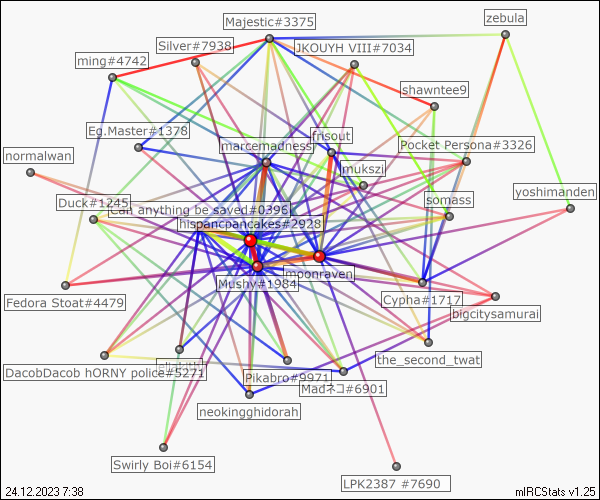 zebula
Majestic#3375
Silver#7938
JKOUYH VIII#7034
ming#4742
shawntee9
Eg.Master#1378
frisout
marcemadness
Pocket Persona#3326
normalwan
mukszi
yoshimanden
Duck#1245
somass
Can anything be saved#0396
hispancpancakes#2928
Imoonraven
Mushy#1984
Fedora Stoat#4479
Cypha#1717
bigcitysamurai
the_second_twat
DacobDacob hORNY police#5271
Pikabro#9971
Madネコ#6901
neokingghidorah
Swirly Boi#6154
LPK2387 #7690
24.12.2023 7:38
mIRCStats v1.25